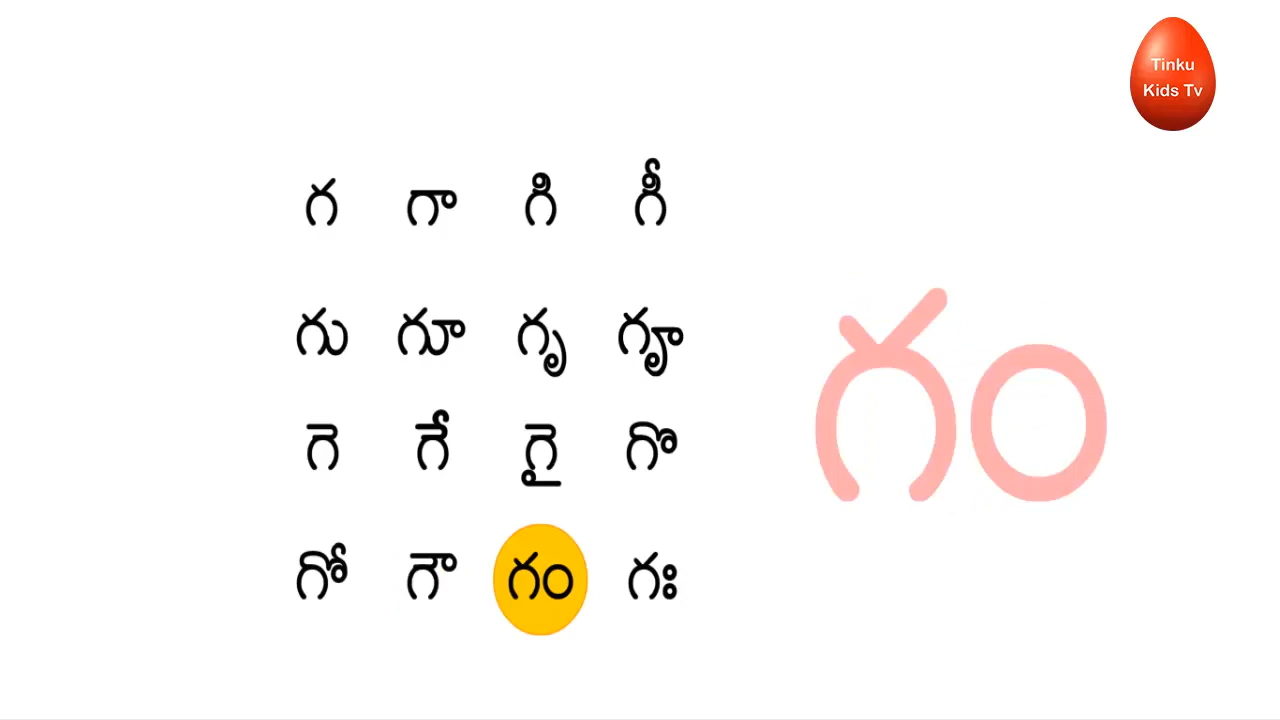 Tinku
Kids Tv
గ గా గి గీ
గు గూ గృ గౄ
గె గే గై గొ
గో గౌ గం గః
గం